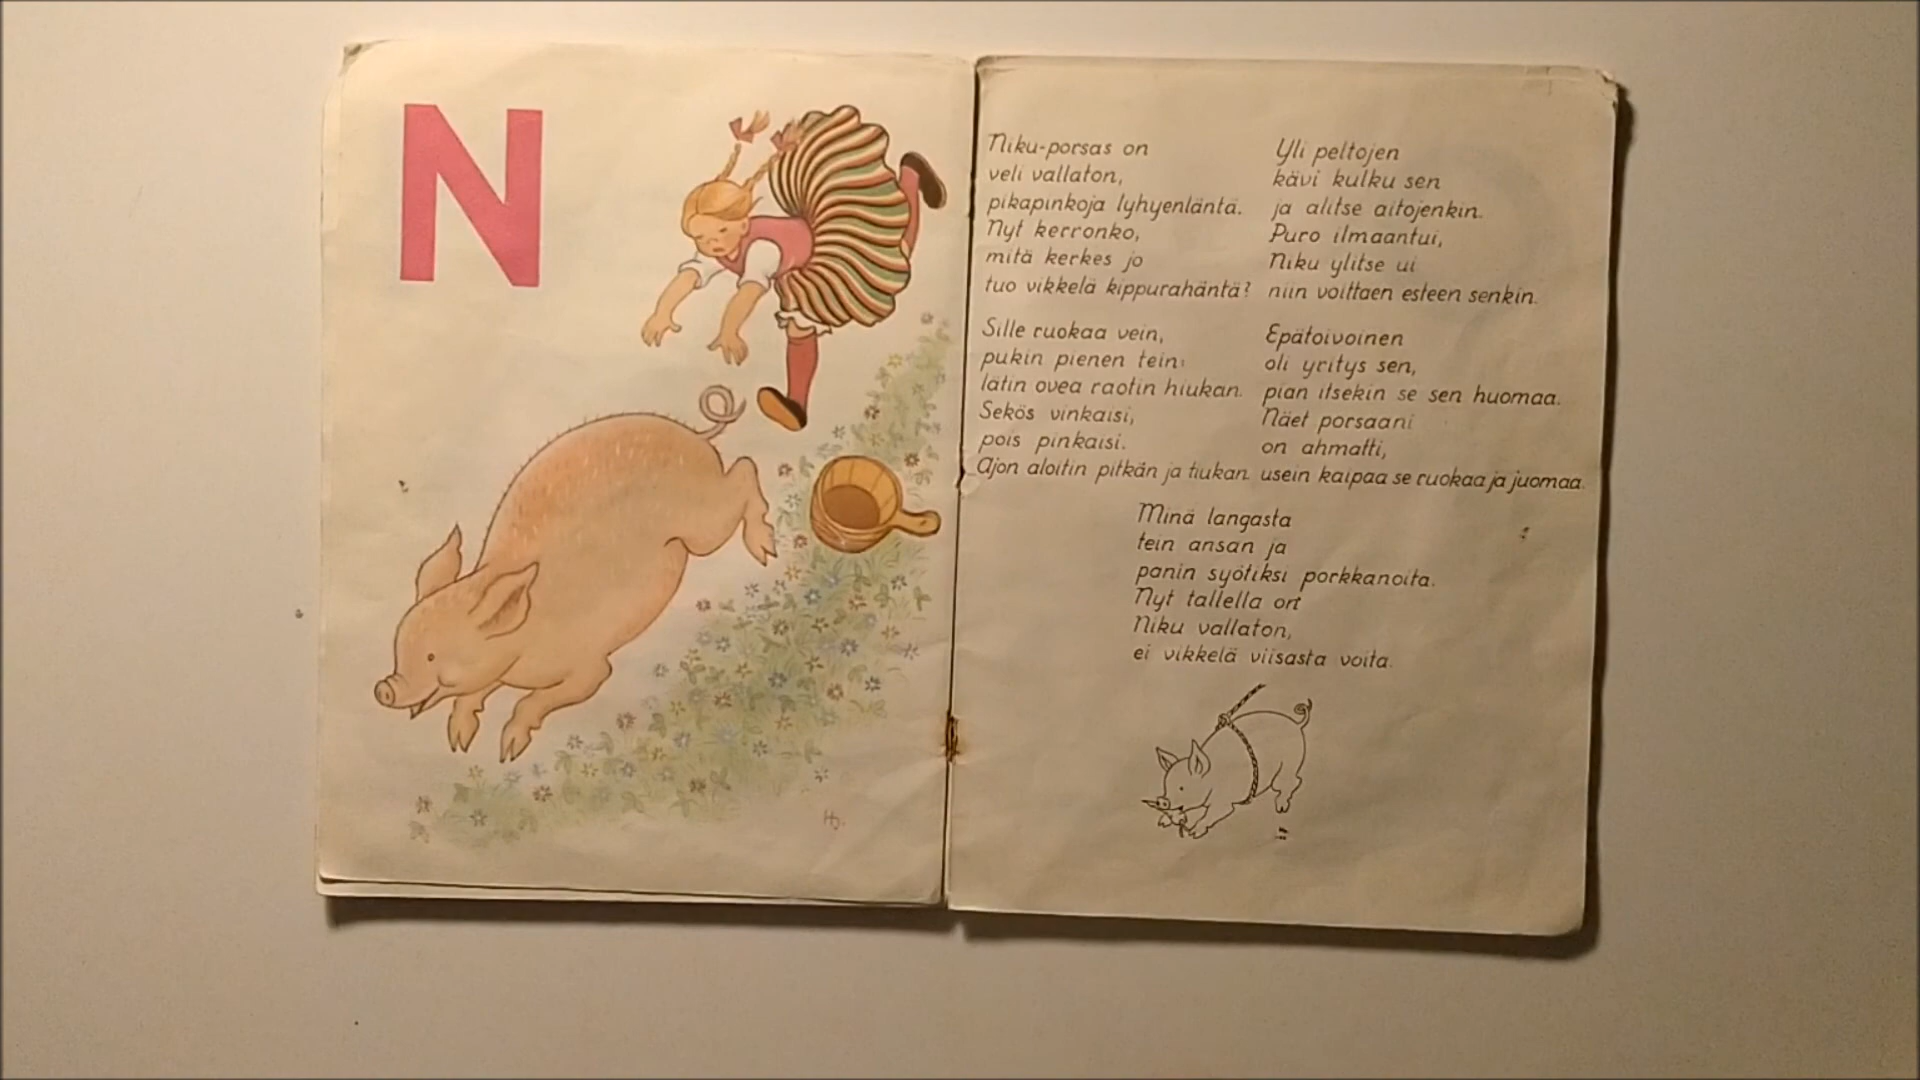 N
Niku-porsas on
veli vallaton,
pikapinkoja lyhyenläntä.
Nyt kerronko,
mitä kerkes jo
tuo vikkelä kippurahäntä?
Sille ruokaa vein,
pukin pienen tein:
lätin ovea raotin hiukan.
Sekös vinkaisi,
pois pinkaisi.
Ajon aloitin pitkän ja tiukan.
Yli peltojen
kävi kulku sen
ja alitse aitojenkin.
Puro ilmaantui,
Niku ylitse ui
niin voittaen esteen senkin.
Epätoivoinen
oli yritys sen,
pian itsekin se sen huomaa.
Näet porsaani
on ahmatti,
usein kaipaa se ruokaa ja juomaa.
Minä langasta
tein ansan ja
panin syötiksi porkkanoita.
Nyt tallella on
Niku vallaton,
ei vikkelä viisasta voita.